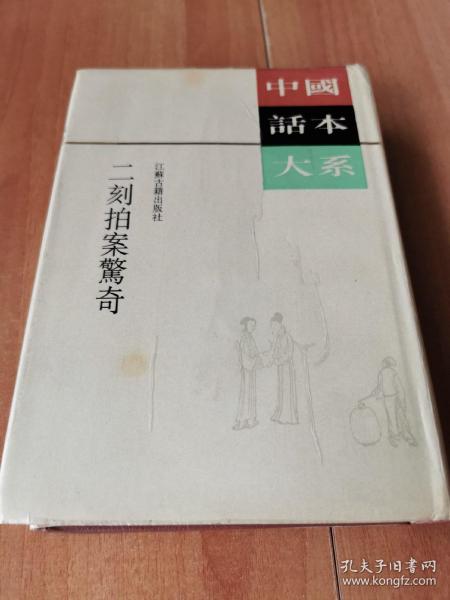 中國
話本
大系
江蘇古籍出版社
二刻拍案驚奇
孔夫子旧书网
www.kongfz.com